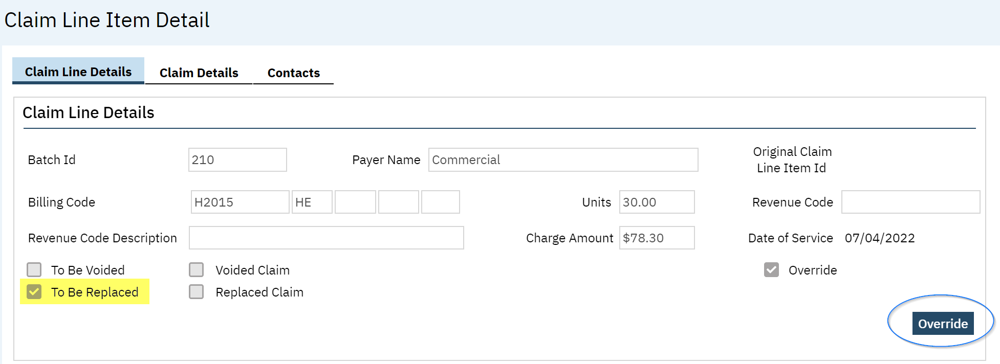 Claim Line Item Detail
Claim Line Details Claim Details Contacts
Claim Line Details
Batch Id 210 Payer Name Commercial Original Claim
Line Item Id
Billing Code H2015 HE Units 30.00 Revenue Code
Revenue Code Description Charge Amount $78.30 Date of Service 07/04/2022
To Be Voided Voided Claim Override
To Be Replaced Replaced Claim
Override